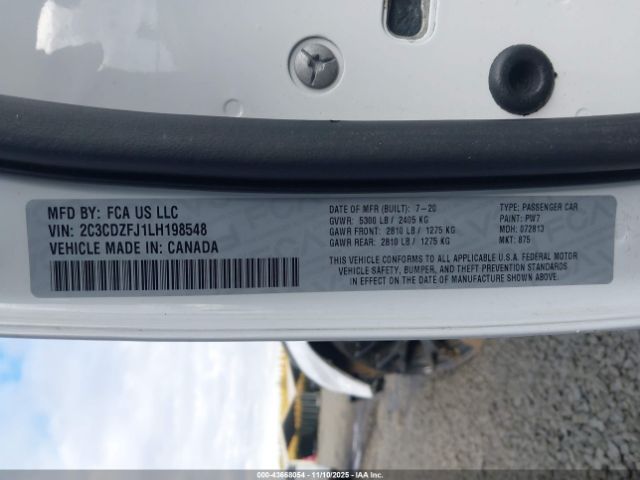 MFD BY: FCA US LLC
VIN: 2C3CDZFJ1LH198548
VEHICLE MADE IN: CANADA
DATE OF MFR (BUILT): 7-20
GVWR: 5300 LB / 2405 KG
GAWR FRONT: 2810 LB / 1275 KG
GAWR REAR: 2810 LB / 1275 KG
TYPE: PASSENGER CAR
PAINT: PW7
MDH: 072813
MKT: 875
THIS VEHICLE CONFORMS TO ALL APPLICABLE U.S.A. FEDERAL MOTOR
VEHICLE SAFETY, BUMPER, AND THEFT PREVENTION STANDARDS
IN EFFECT ON THE DATE OF MANUFACTURE SHOWN ABOVE.
000-43668054 - 11/10/2025 - IAA Inc.